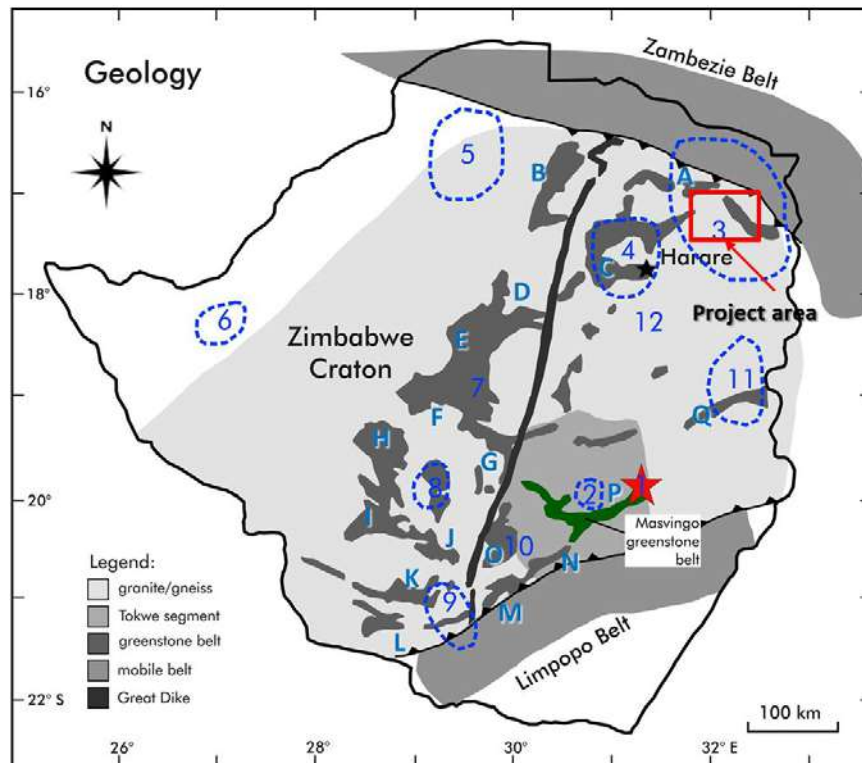 Geology
Zambezie Belt
16°
N
5
B
A
3
4
Harare
C
18°
D
6
12
Project area
Zimbabwe
Craton
E
11
7
F
Q
H
G
8
20°
2
P
1
I
Masvingo
greenstone
belt
J
O
10
N
K
9
M
L
Limpopo Belt
Legend:
granite/gneiss
Tokwe segment
greenstone belt
mobile belt
Great Dike
22° S
100 km
26°
28°
30°
32° E